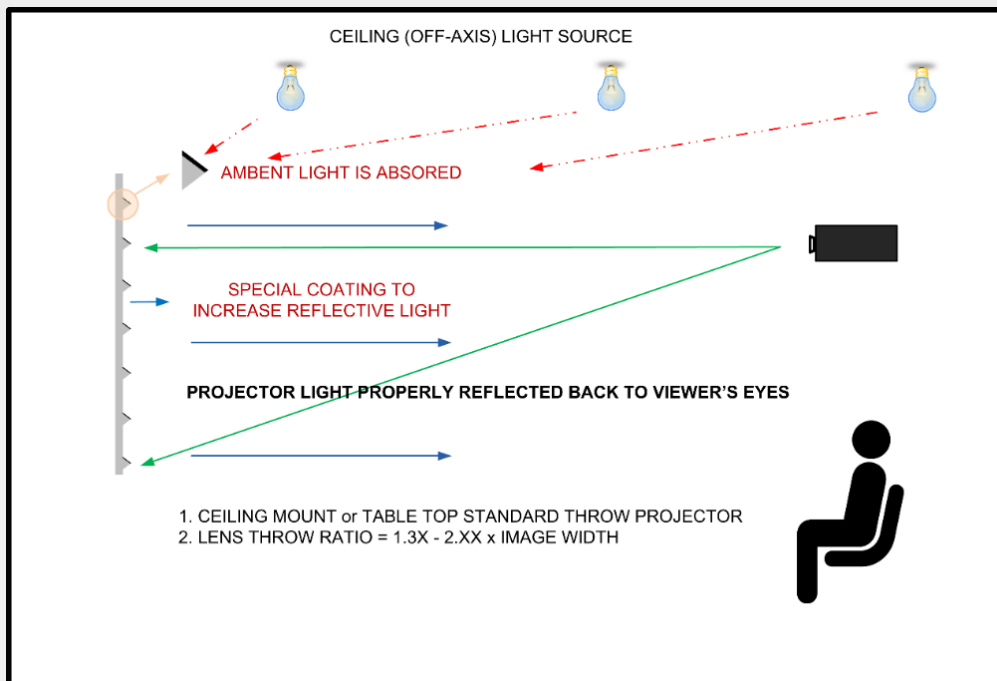 CEILING (OFF-AXIS) LIGHT SOURCE
AMBENT LIGHT IS ABSORED
SPECIAL COATING TO
INCREASE REFLECTIVE LIGHT
PROJECTOR LIGHT PROPERLY REFLECTED BACK TO VIEWER'S EYES
1. CEILING MOUNT or TABLE TOP STANDARD THROW PROJECTOR
2. LENS THROW RATIO = 1.3X - 2.XX x IMAGE WIDTH